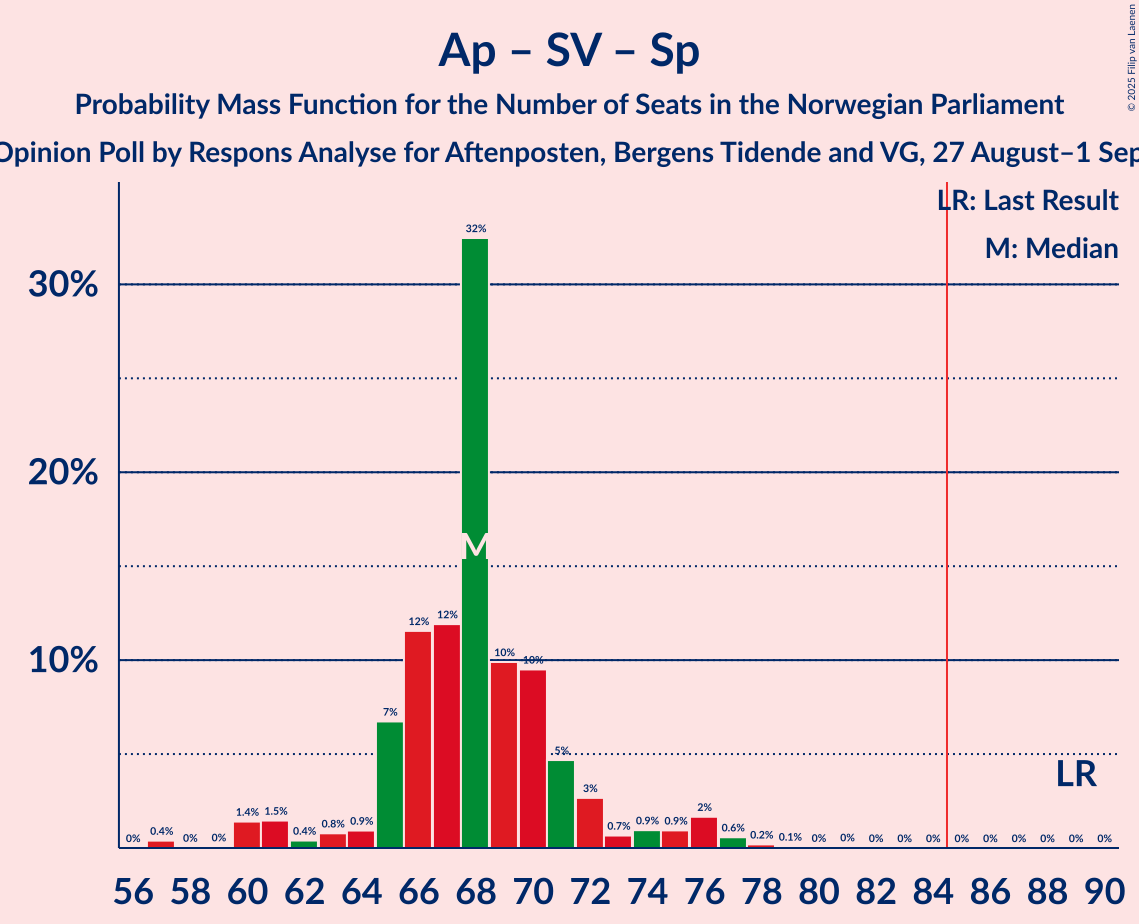 Ap – SV – Sp
Probability Mass Function for the Number of Seats in the Norwegian Parliament
Opinion Poll by Respons Analyse for Aftenposten, Bergens Tidende and VG, 27 August–1 Sep
© 2025 Filip van Laenen
LR: Last Result
M: Median
30%
20%
10%
0% 0.4% 0% 0% 1.4% 1.5% 0.4% 0.8% 0.9% 7% 12% 12% 32% 10% 10% 5% 3% 0.7% 0.9% 0.9% 2% 0.6% 0.2% 0.1% 0% 0% 0% 0% 0% 0% 0% 0% 0% 0% 0%
M
LR
56 58 60 62 64 66 68 70 72 74 76 78 80 82 84 86 88 90